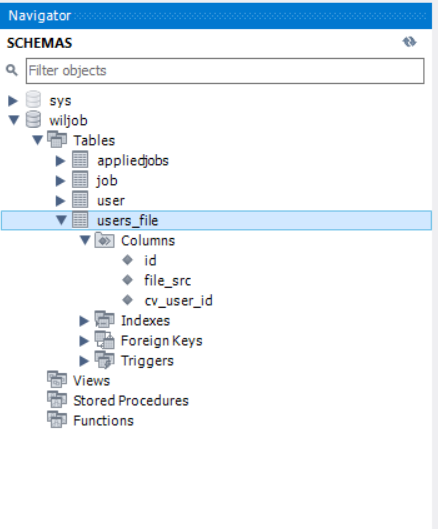 Navigator
SCHEMAS
Filter objects
sys
wiljob
Tables
appliedjobs
job
user
users_file
Columns
id
file_src
cv_user_id
Indexes
Foreign Keys
Triggers
Views
Stored Procedures
Functions